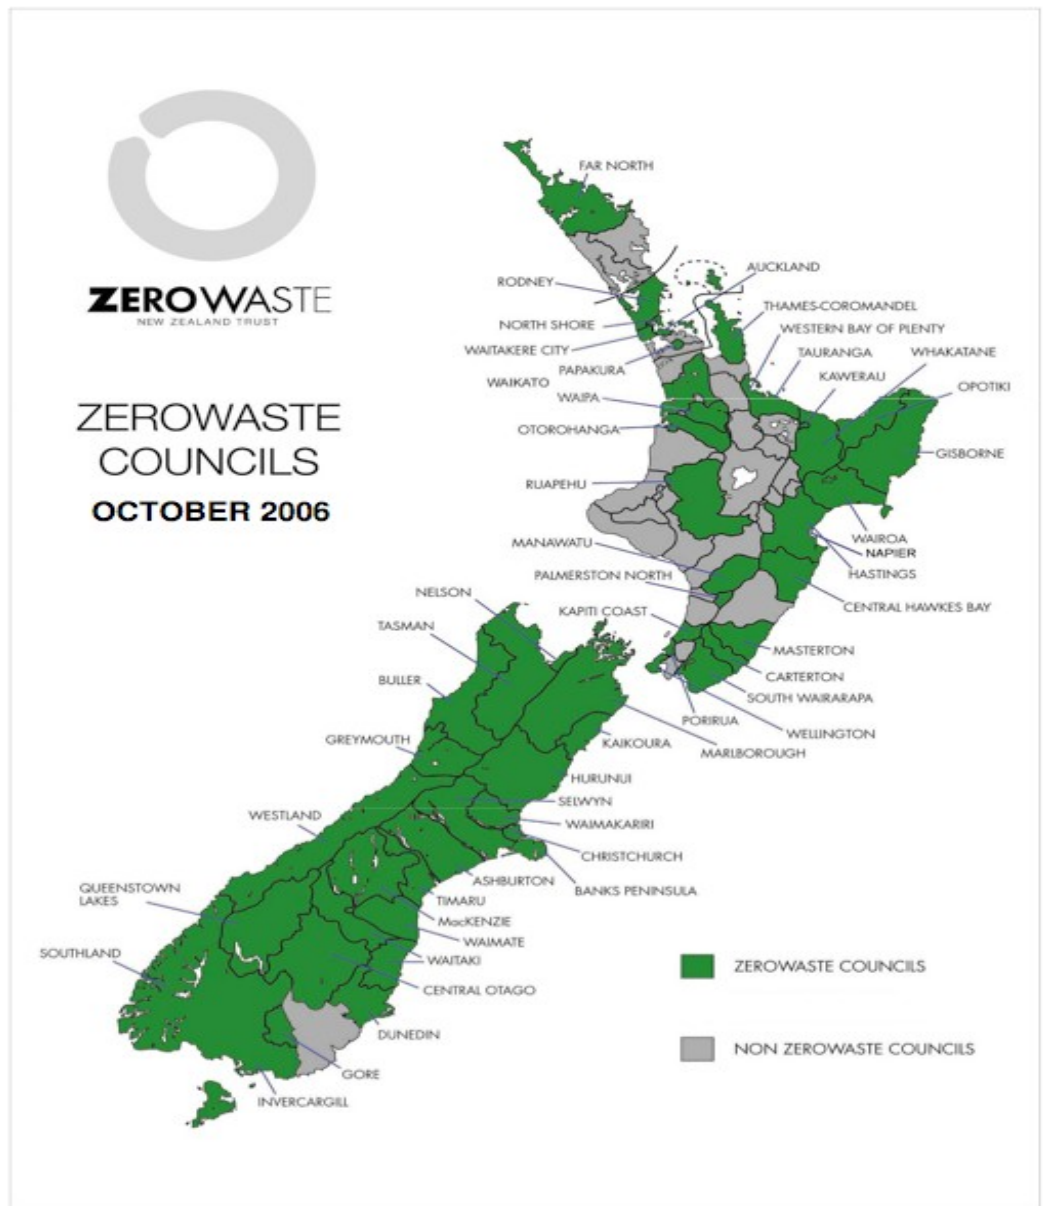 ZEROWASTE
NEW ZEALAND TRUST
ZEROWASTE
COUNCILS
OCTOBER 2006
FAR NORTH
RODNEY
AUCKLAND
THAMES-COROMANDEL
NORTH SHORE
WESTERN BAY OF PLENTY
WAITAKERE CITY
TAURANGA
WHAKATANE
PAPAKURA
KAWERAU
WAIKATO
OPOTIKI
WAIPA
OTOROHANGA
GISBORNE
RUAPEHU
WAIROA
MANAWATU
NAPIER
PALMERSTON NORTH
HASTINGS
NELSON
KAPITI COAST
CENTRAL HAWKES BAY
TASMAN
MASTERTON
BULLER
CARTERTON
SOUTH WAIRARAPA
PORIRUA
WELLINGTON
GREYMOUTH
KAIKOURA
MARLBOROUGH
HURUNUI
SELWYN
WESTLAND
WAIMAKARIRI
CHRISTCHURCH
ASHBURTON
BANKS PENINSULA
QUEENSTOWN
LAKES
TIMARU
MacKENZIE
WAIMATE
SOUTHLAND
WAITAKI
ZEROWASTE COUNCILS
CENTRAL OTAGO
DUNEDIN
NON ZEROWASTE COUNCILS
GORE
INVERCARGILL